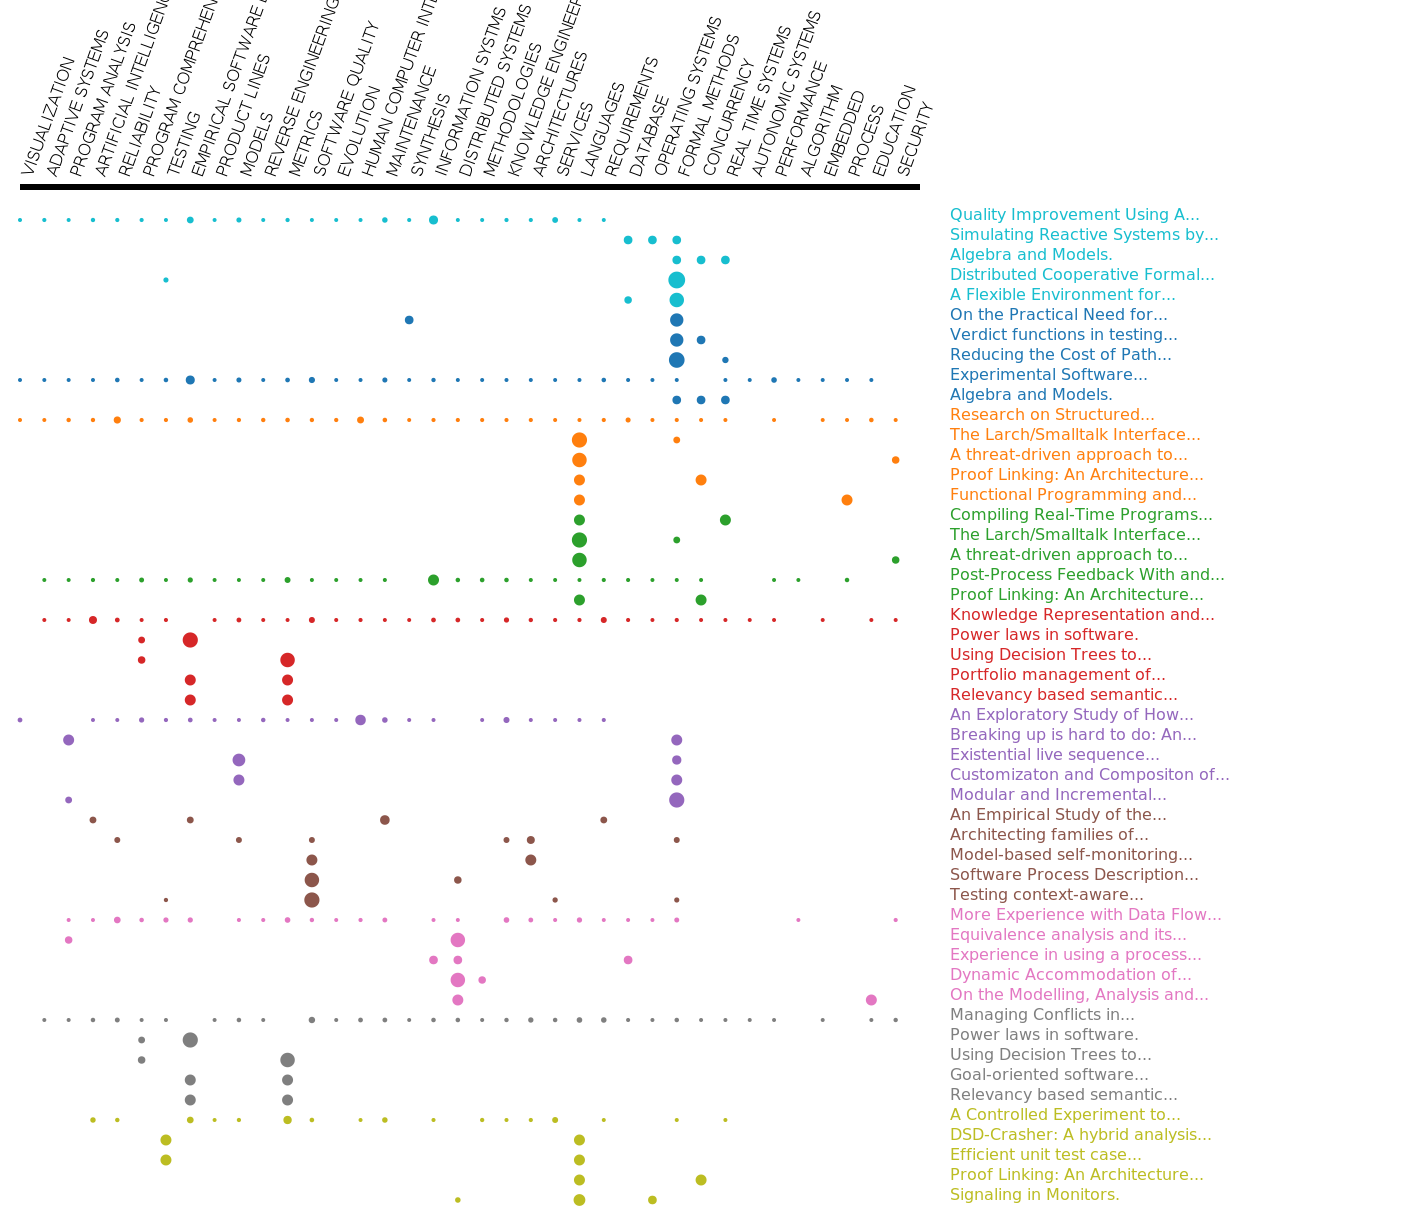 VISUALIZATION
ADAPTIVE SYSTEMS
PROGRAM ANALYSIS
ARTIFICIAL INTELLIGENC
RELIABILITY
PROGRAM COMPREHEN
TESTING
EMPIRICAL SOFTWARE
PRODUCT LINES
MODELS
REVERSE ENGINEERING
METRICS
SOFTWARE QUALITY
EVOLUTION
HUMAN COMPUTER INTE
MAINTENANCE
SYNTHESIS
INFORMATION SYSTMS
DISTRIBUTED SYSTEMS
METHODOLOGIES
KNOWLEDGE ENGINEER
ARCHITECTURES
SERVICES
LANGUAGES
REQUIREMENTS
DATABASE
OPERATING SYSTEMS
FORMAL METHODS
CONCURRENCY
REAL TIME SYSTEMS
AUTONOMIC SYSTEMS
PERFORMANCE
ALGORITHM
EMBEDDED
PROCESS
EDUCATION
SECURITY
Quality Improvement Using A...
Simulating Reactive Systems by...
Algebra and Models.
Distributed Cooperative Formal...
A Flexible Environment for...
On the Practical Need for...
Verdict functions in testing...
Reducing the Cost of Path...
Experimental Software...
Algebra and Models.
Research on Structured...
The Larch/Smalltalk Interface...
A threat-driven approach to...
Proof Linking: An Architecture...
Functional Programming and...
Compiling Real-Time Programs...
The Larch/Smalltalk Interface...
A threat-driven approach to...
Post-Process Feedback With and...
Proof Linking: An Architecture...
Knowledge Representation and...
Power laws in software.
Using Decision Trees to...
Portfolio management of...
Relevancy based semantic...
An Exploratory Study of How...
Breaking up is hard to do: An...
Existential live sequence...
Customizaton and Compositon of...
Modular and Incremental...
An Empirical Study of the...
Architecting families of...
Model-based self-monitoring...
Software Process Description...
Testing context-aware...
More Experience with Data Flow...
Equivalence analysis and its...
Experience in using a process...
Dynamic Accommodation of...
On the Modelling, Analysis and...
Managing Conflicts in...
Power laws in software.
Using Decision Trees to...
Goal-oriented software...
Relevancy based semantic...
A Controlled Experiment to...
DSD-Crasher: A hybrid analysis...
Efficient unit test case...
Proof Linking: An Architecture...
Signaling in Monitors.